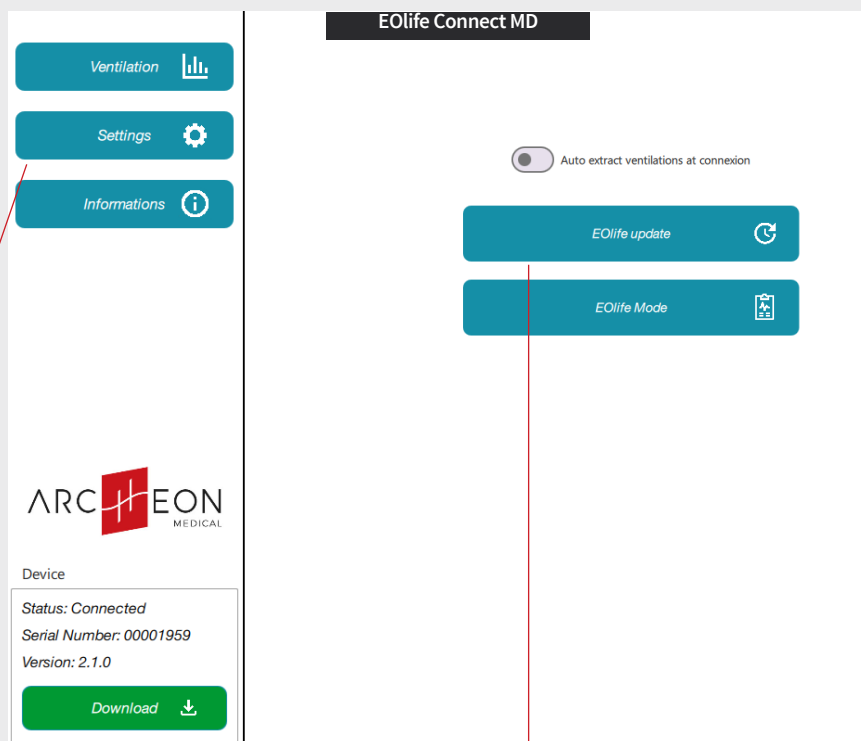 EOlife Connect MD
Ventilation
Settings
Informations
Auto extract ventilations at connexion
EOlife update
EOlife Mode
ARCHEON
MEDICAL
Device
Status: Connected
Serial Number: 00001959
Version: 2.1.0
Download